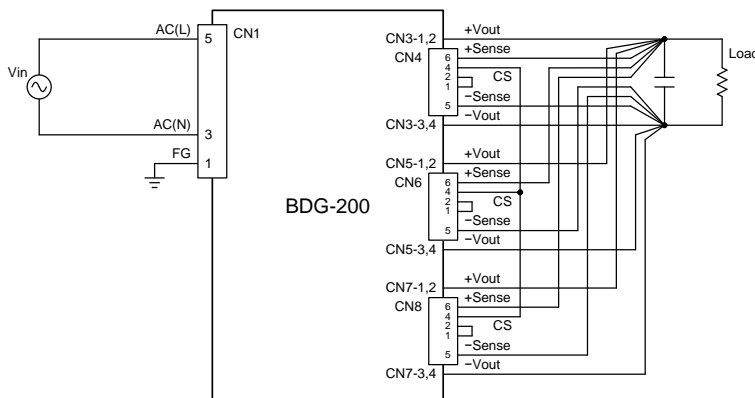 AC(L)
5
CN1
Vin
AC(N)
3
FG
1
BDG-200
CN3-1,2
+Vout
+Sense
CN4
6
4
2
CS
1
−Sense
5
−Vout
CN3-3,4
Load
CN5-1,2
+Vout
+Sense
CN6
6
4
2
CS
1
−Sense
5
−Vout
CN5-3,4
CN7-1,2
+Vout
+Sense
CN8
6
4
2
CS
1
−Sense
5
−Vout
CN7-3,4